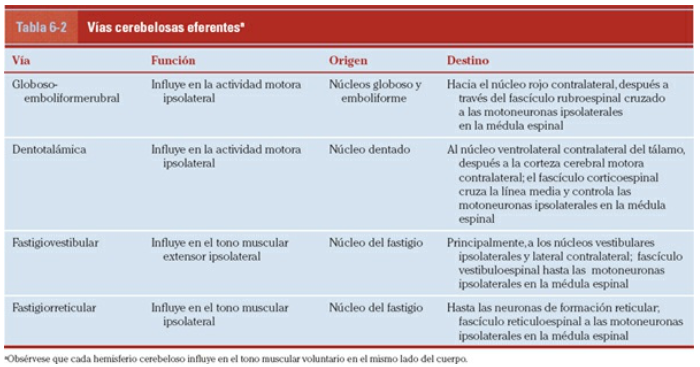 Tabla 6-2 Vías cerebelosas eferentesª
Vía Función Origen Destino
Globoso-emboliformerubral Influye en la actividad motora ipsolateral Núcleos globoso y emboliforme Hacia el núcleo rojo contralateral, después a través del fascículo rubroespinal cruzado a las motoneuronas ipsolaterales en la médula espinal
Dentotalámica Influye en la actividad motora ipsolateral Núcleo dentado Al núcleo ventrolateral contralateral del tálamo, después a la corteza cerebral motora contralateral; el fascículo corticoespinal cruza la línea media y controla las motoneuronas ipsolaterales en la médula espinal
Fastigiovestibular Influye en el tono muscular extensor ipsolateral Núcleo del fastigio Principalmente, a los núcleos vestibulares ipsolaterales y lateral contralateral; fascículo vestibuloespinal hasta las motoneuronas ipsolaterales en la médula espinal
Fastigiorreticular Influye en el tono muscular ipsolateral Núcleo del fastigio Hasta las neuronas de formación reticular; fascículo reticuloespinal a las motoneuronas ipsolaterales en la médula espinal
ªObsérvese que cada hemisferio cerebeloso influye en el tono muscular voluntario en el mismo lado del cuerpo.